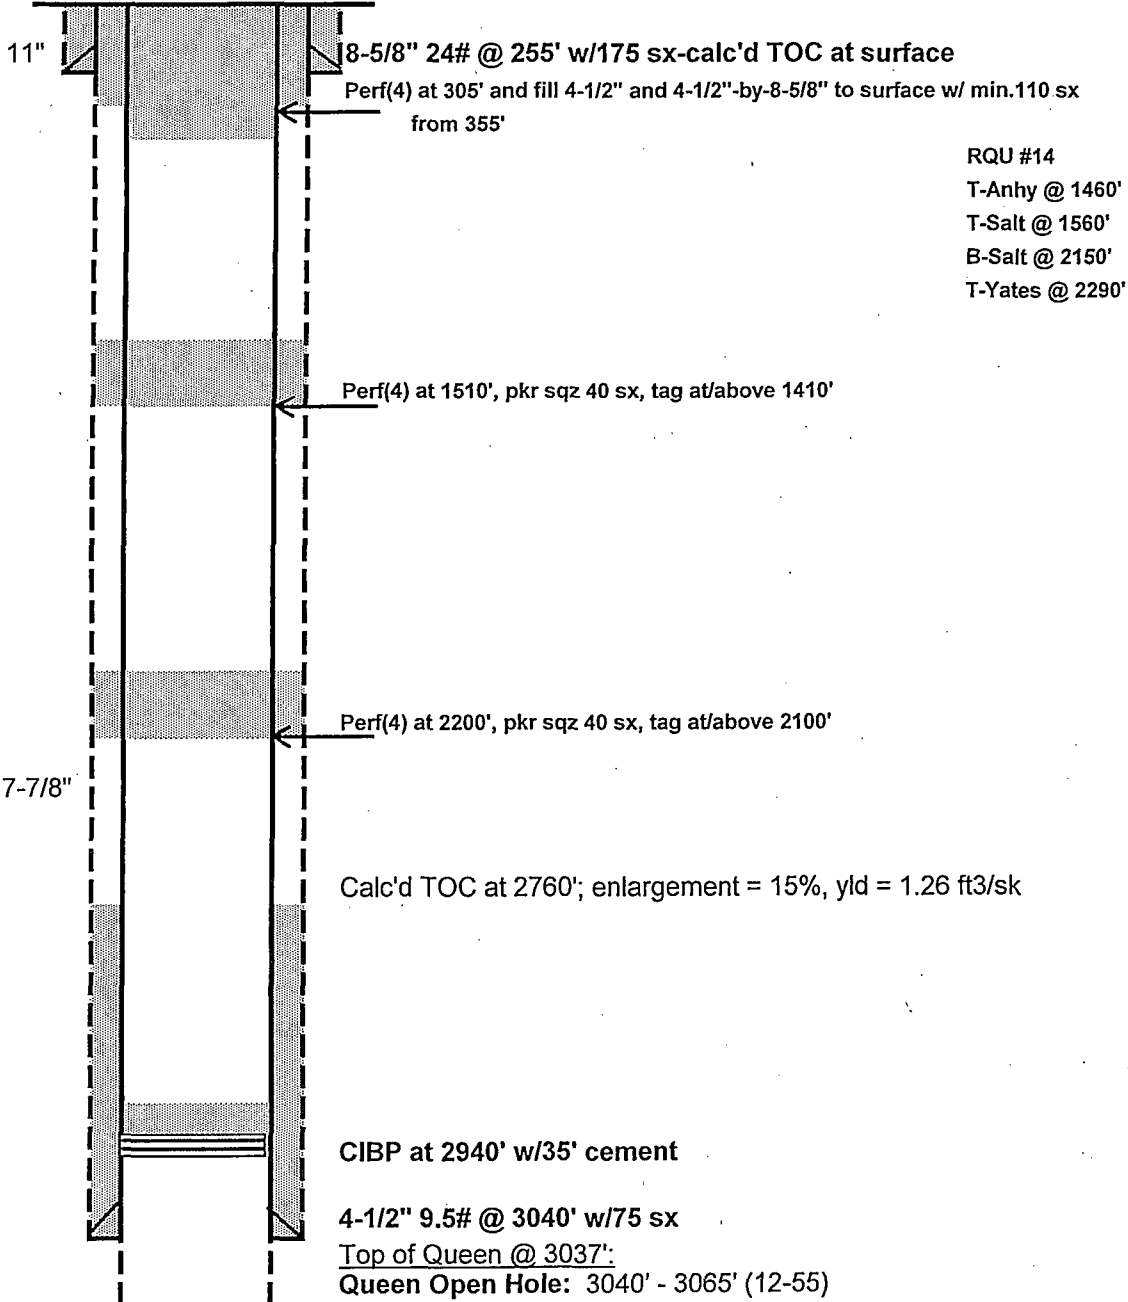 11"
8-5/8" 24# @ 255' w/175 sx-calc'd TOC at surface
Perf(4) at 305' and fill 4-1/2" and 4-1/2"-by-8-5/8" to surface w/ min.110 sx
from 355'
RQU #14
T-Anhy @ 1460'
T-Salt @ 1560'
B-Salt @ 2150'
T-Yates @ 2290'
Perf(4) at 1510', pkr sqz 40 sx, tag at/above 1410'
Perf(4) at 2200', pkr sqz 40 sx, tag at/above 2100'
7-7/8"
Calc'd TOC at 2760'; enlargement = 15%, yld = 1.26 ft3/sk
CIBP at 2940' w/35' cement
4-1/2" 9.5# @ 3040' w/75 sx
Top of Queen @ 3037':
Queen Open Hole: 3040' - 3065' (12-55)